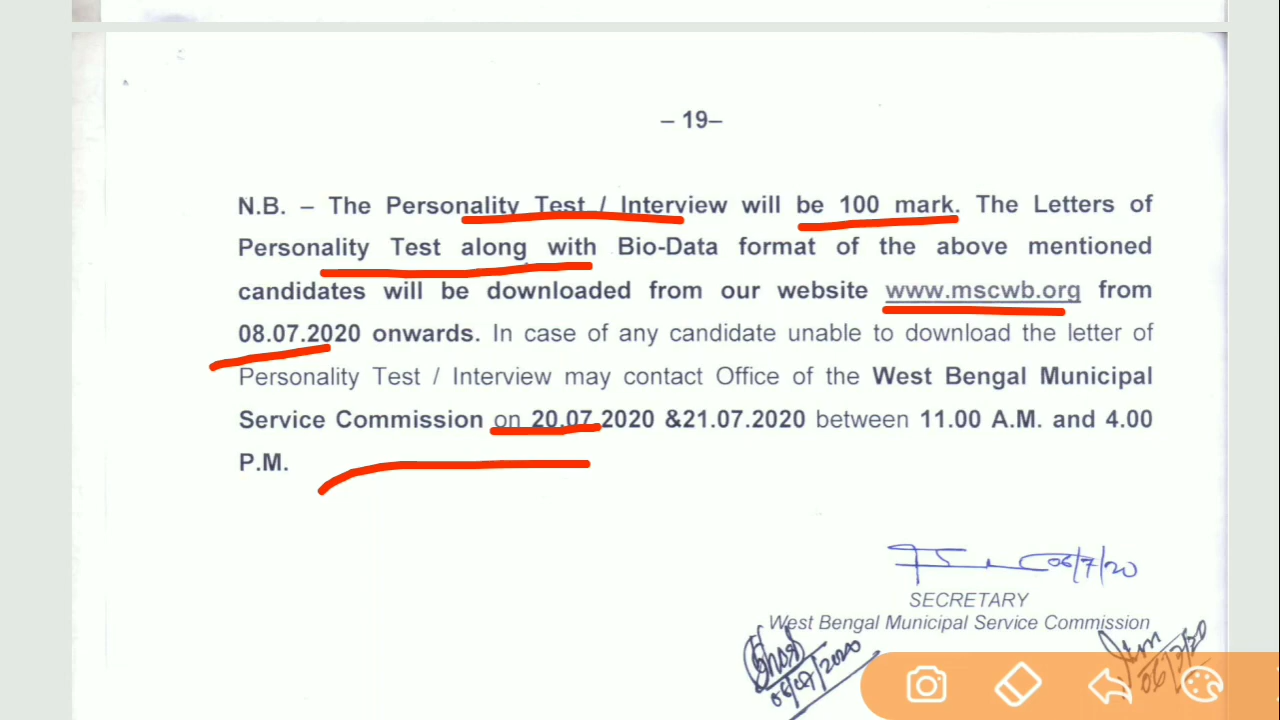 – 19–
N.B. – The Personality Test / Interview will be 100 mark. The Letters of
Personality Test along with Bio-Data format of the above mentioned
candidates will be downloaded from our website www.mscwb.org from
08.07.2020 onwards. In case of any candidate unable to download the letter of
Personality Test / Interview may contact Office of the West Bengal Municipal
Service Commission on 20.07.2020 &21.07.2020 between 11.00 A.M. and 4.00
P.M.
06/7/20
SECRETARY
West Bengal Municipal Service Commission
06/07/2020